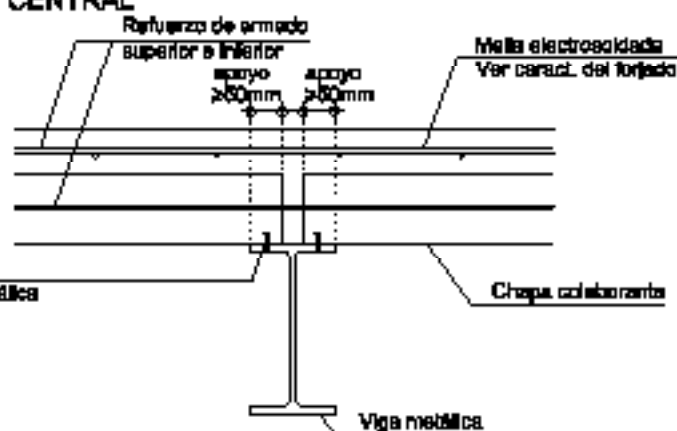 CENTRAL
Refuerzo de armado
superior e inferior
apoyo apoyo
≥50mm ≥50mm
Malla electrosoldada
Ver caract. del forjado
Chapa colaborante
Viga metálica